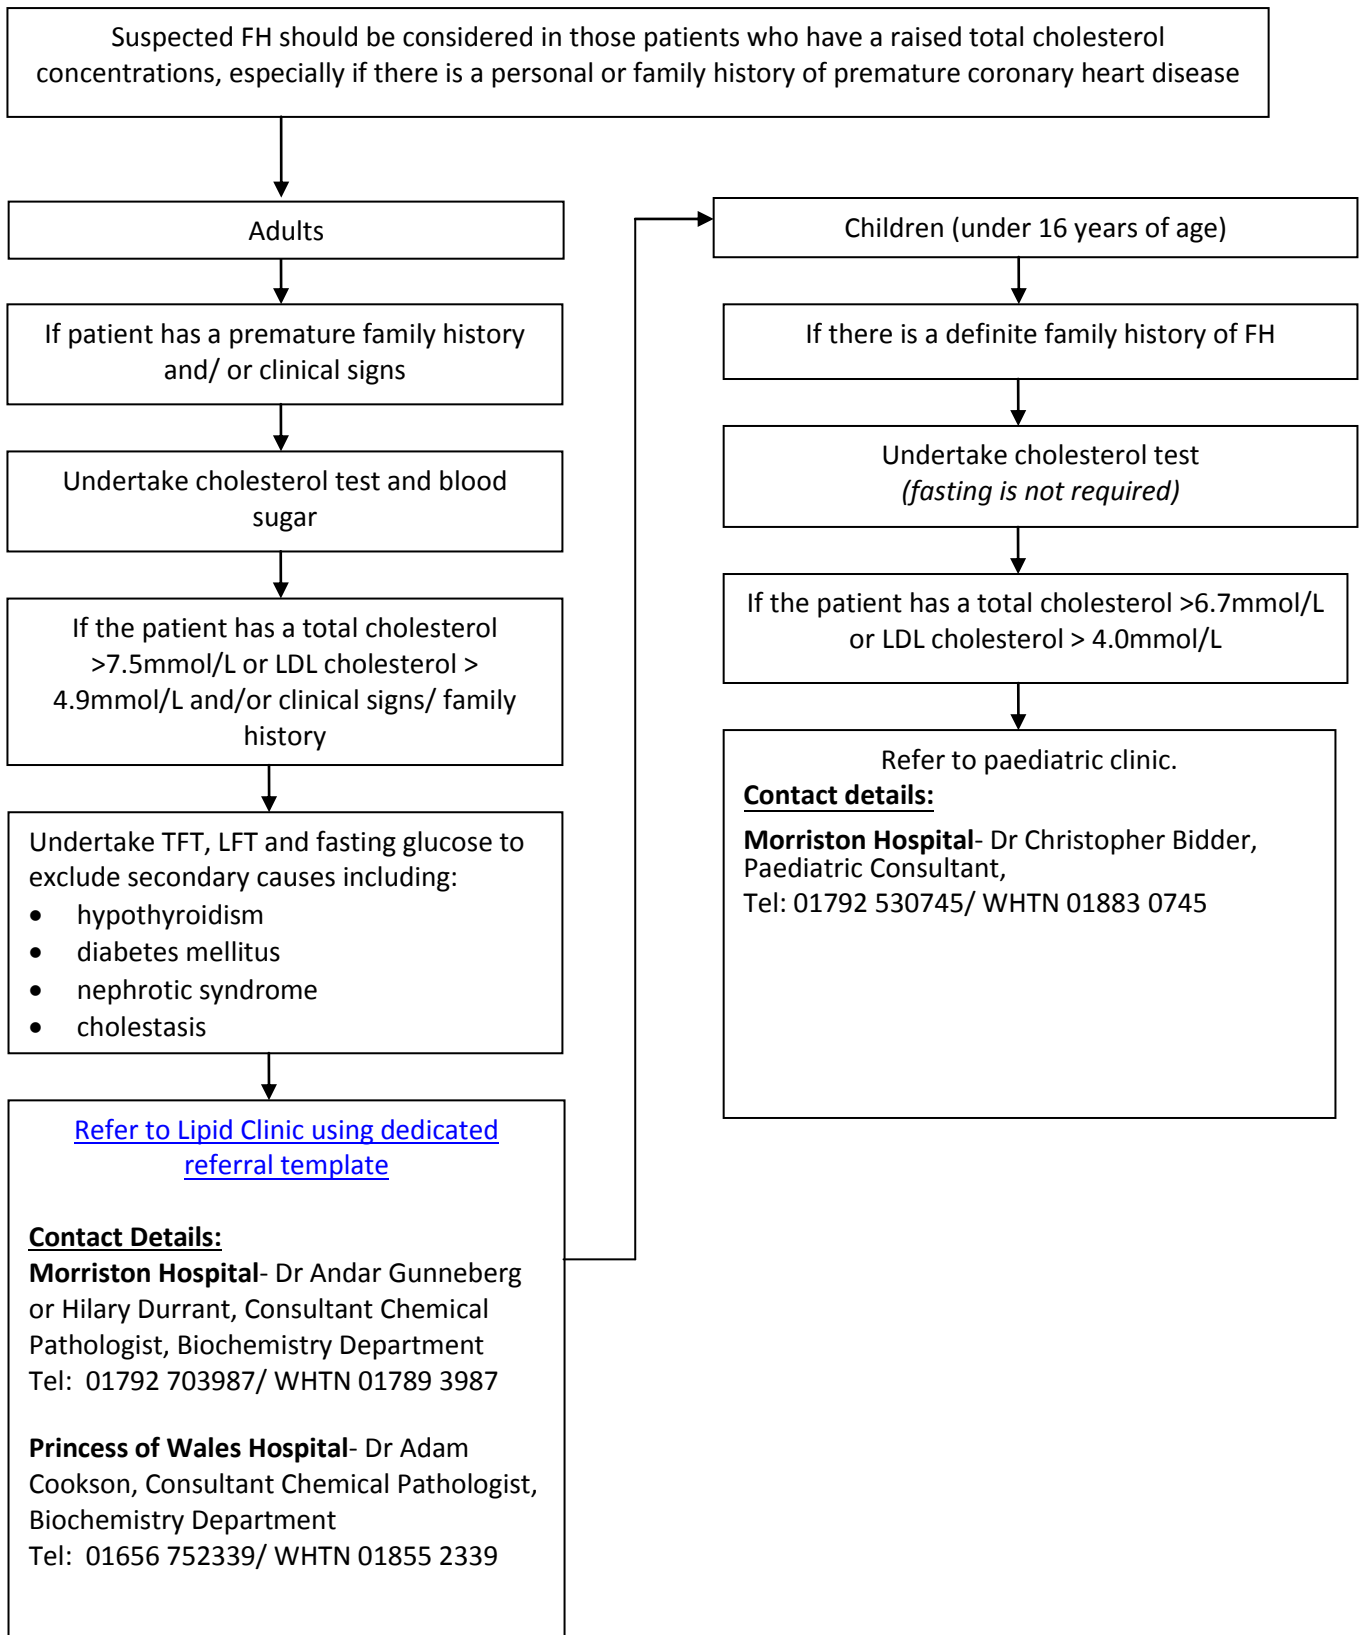 Suspected FH should be considered in those patients who have a raised total cholesterol
concentrations, especially if there is a personal or family history of premature coronary heart disease
Adults
If patient has a premature family history
and/ or clinical signs
Undertake cholesterol test and blood
sugar
If the patient has a total cholesterol
>7.5mmol/L or LDL cholesterol >
4.9mmol/L and/or clinical signs/ family
history
Undertake TFT, LFT and fasting glucose to
exclude secondary causes including:
• hypothyroidism
• diabetes mellitus
• nephrotic syndrome
• cholestasis
Refer to Lipid Clinic using dedicated
referral template
Contact Details:
Morriston Hospital- Dr Andar Gunneberg
or Hilary Durrant, Consultant Chemical
Pathologist, Biochemistry Department
Tel: 01792 703987/ WHTN 01789 3987
Princess of Wales Hospital- Dr Adam
Cookson, Consultant Chemical Pathologist,
Biochemistry Department
Tel: 01656 752339/ WHTN 01855 2339
Children (under 16 years of age)
If there is a definite family history of FH
Undertake cholesterol test
(fasting is not required)
If the patient has a total cholesterol >6.7mmol/L
or LDL cholesterol > 4.0mmol/L
Refer to paediatric clinic.
Contact details:
Morriston Hospital- Dr Christopher Bidder,
Paediatric Consultant,
Tel: 01792 530745/ WHTN 01883 0745